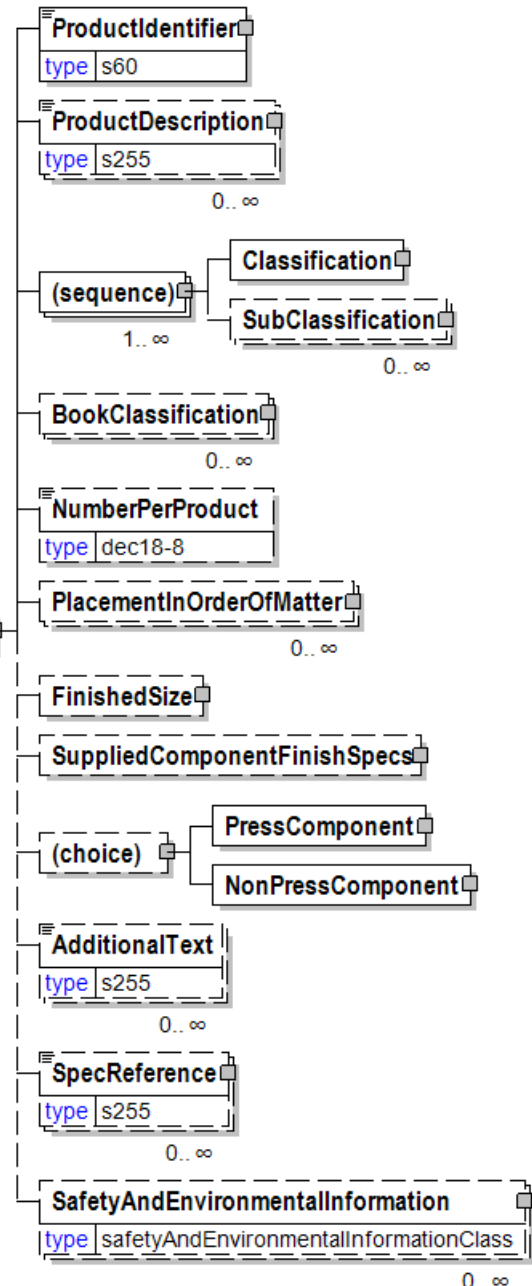 ProductIdentifier
type s60
ProductDescription
type s255
0.. ∞
Classification
(sequence)
SubClassification
1.. ∞
0.. ∞
BookClassification
0.. ∞
NumberPerProduct
type dec18-8
PlacementInOrderOfMatter
0.. ∞
FinishedSize
SuppliedComponentFinishSpecs
PressComponent
(choice)
NonPressComponent
AdditionalText
type s255
0.. ∞
SpecReference
type s255
0.. ∞
SafetyAndEnvironmentalInformation
type safetyAndEnvironmentalInformationClass
0.. ∞